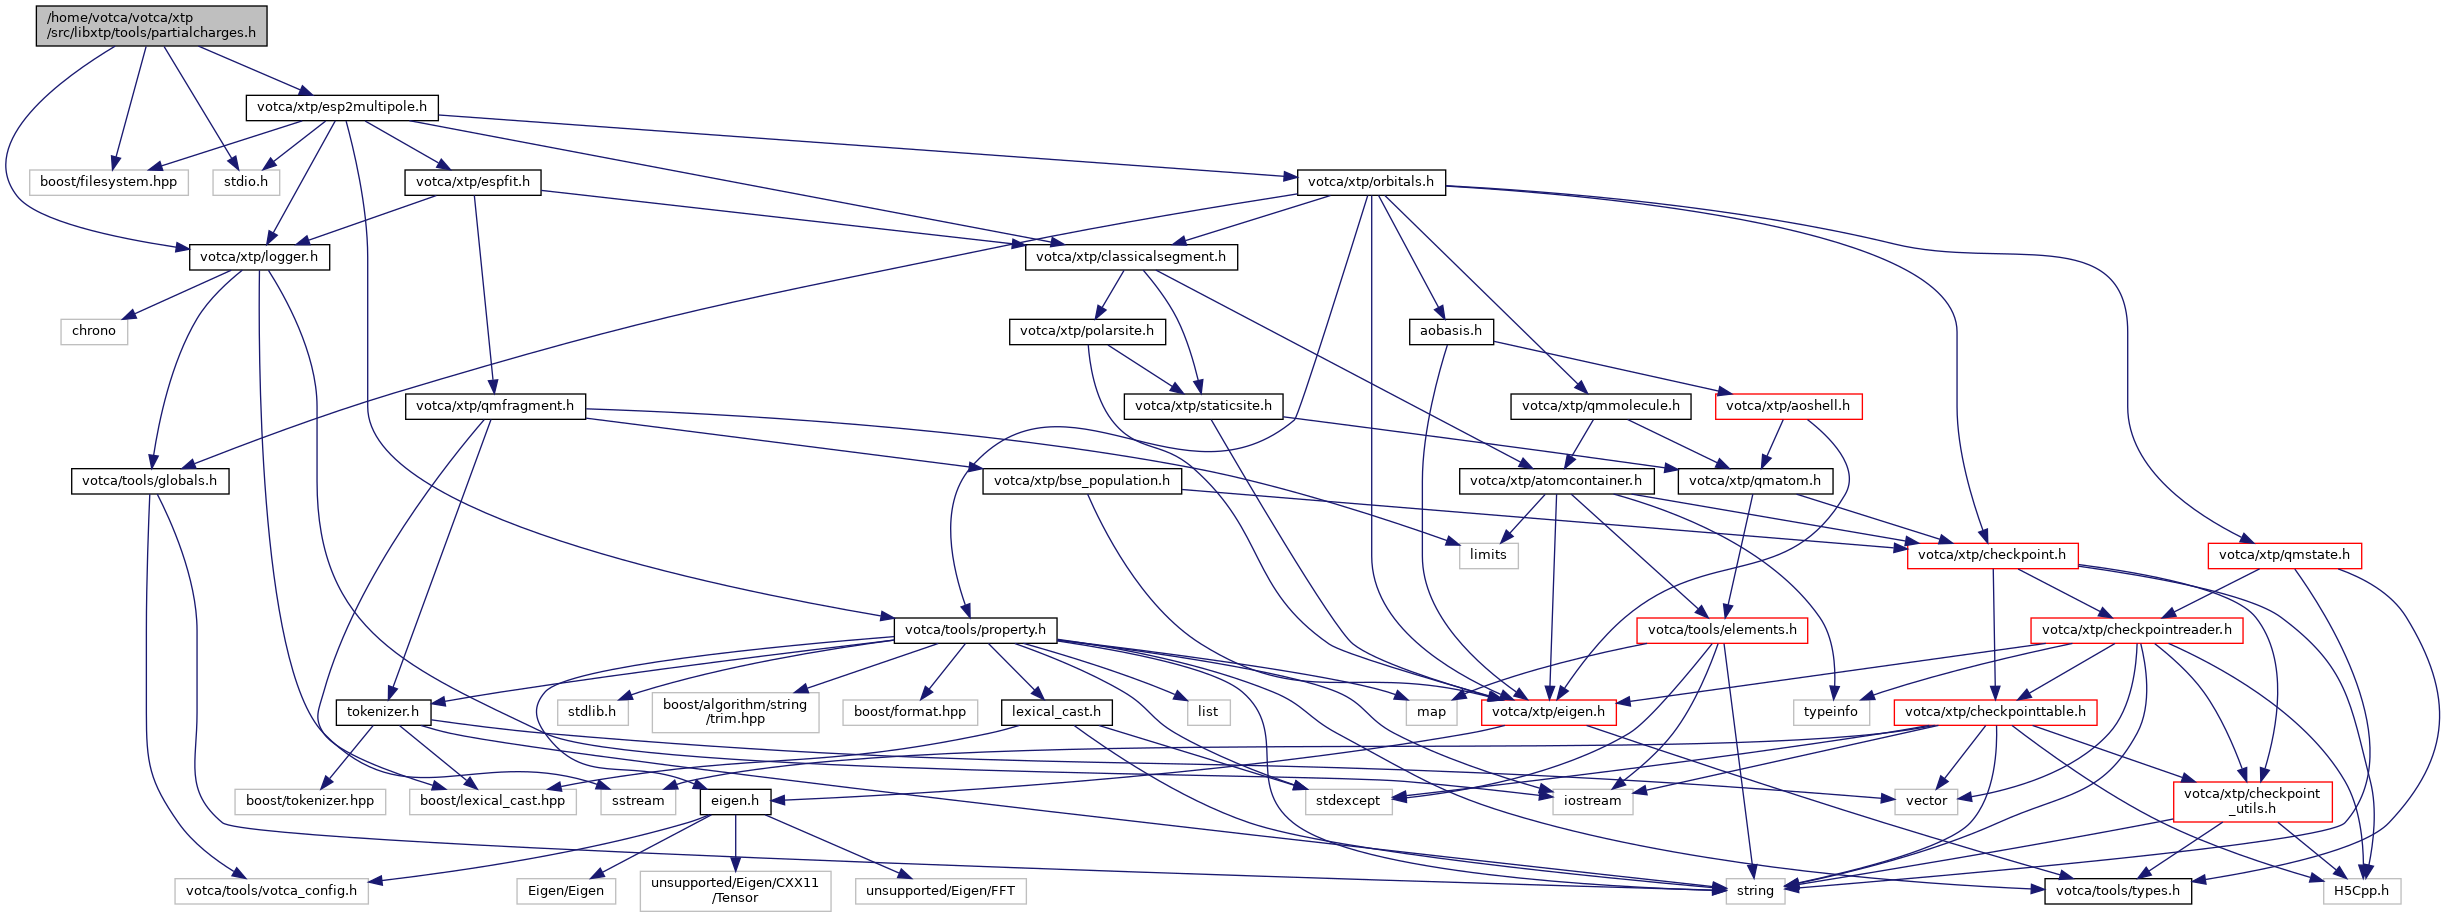 /home/votca/votca/xtp
/src/libxtp/tools/partialcharges.h
votca/xtp/esp2multipole.h
boost/filesystem.hpp
stdio.h
votca/xtp/espfit.h
votca/xtp/orbitals.h
votca/xtp/logger.h
votca/xtp/classicalsegment.h
chrono
votca/xtp/polarsite.h
aobasis.h
votca/xtp/qmfragment.h
votca/xtp/staticsite.h
votca/xtp/qmmolecule.h
votca/xtp/aoshell.h
votca/tools/globals.h
votca/xtp/bse_population.h
votca/xtp/atomcontainer.h
votca/xtp/qmatom.h
limits
votca/xtp/checkpoint.h
votca/xtp/qmstate.h
votca/tools/property.h
votca/tools/elements.h
votca/xtp/checkpointreader.h
tokenizer.h
stdlib.h
boost/algorithm/string
/trim.hpp
boost/format.hpp
lexical_cast.h
list
map
votca/xtp/eigen.h
typeinfo
votca/xtp/checkpointtable.h
boost/tokenizer.hpp
boost/lexical_cast.hpp
sstream
eigen.h
stdexcept
iostream
vector
votca/xtp/checkpoint
_utils.h
votca/tools/votca_config.h
Eigen/Eigen
unsupported/Eigen/CXX11
/Tensor
unsupported/Eigen/FFT
string
votca/tools/types.h
H5Cpp.h